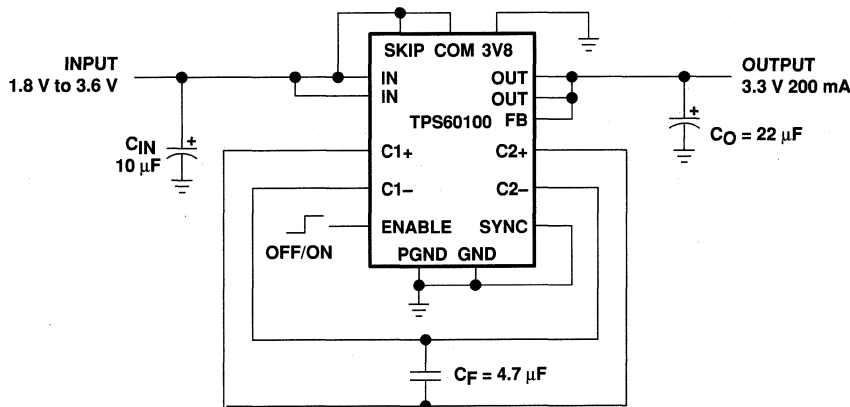 SKIP COM 3V8
INPUT
1.8 V to 3.6 V
IN
IN
OUT
OUT
FB
OUTPUT
3.3 V 200 mA
TPS60100
CIN
10 µF
+
+
CO = 22 µF
C1+
C2+
C1–
C2–
ENABLE
SYNC
OFF/ON
PGND GND
CF = 4.7 µF